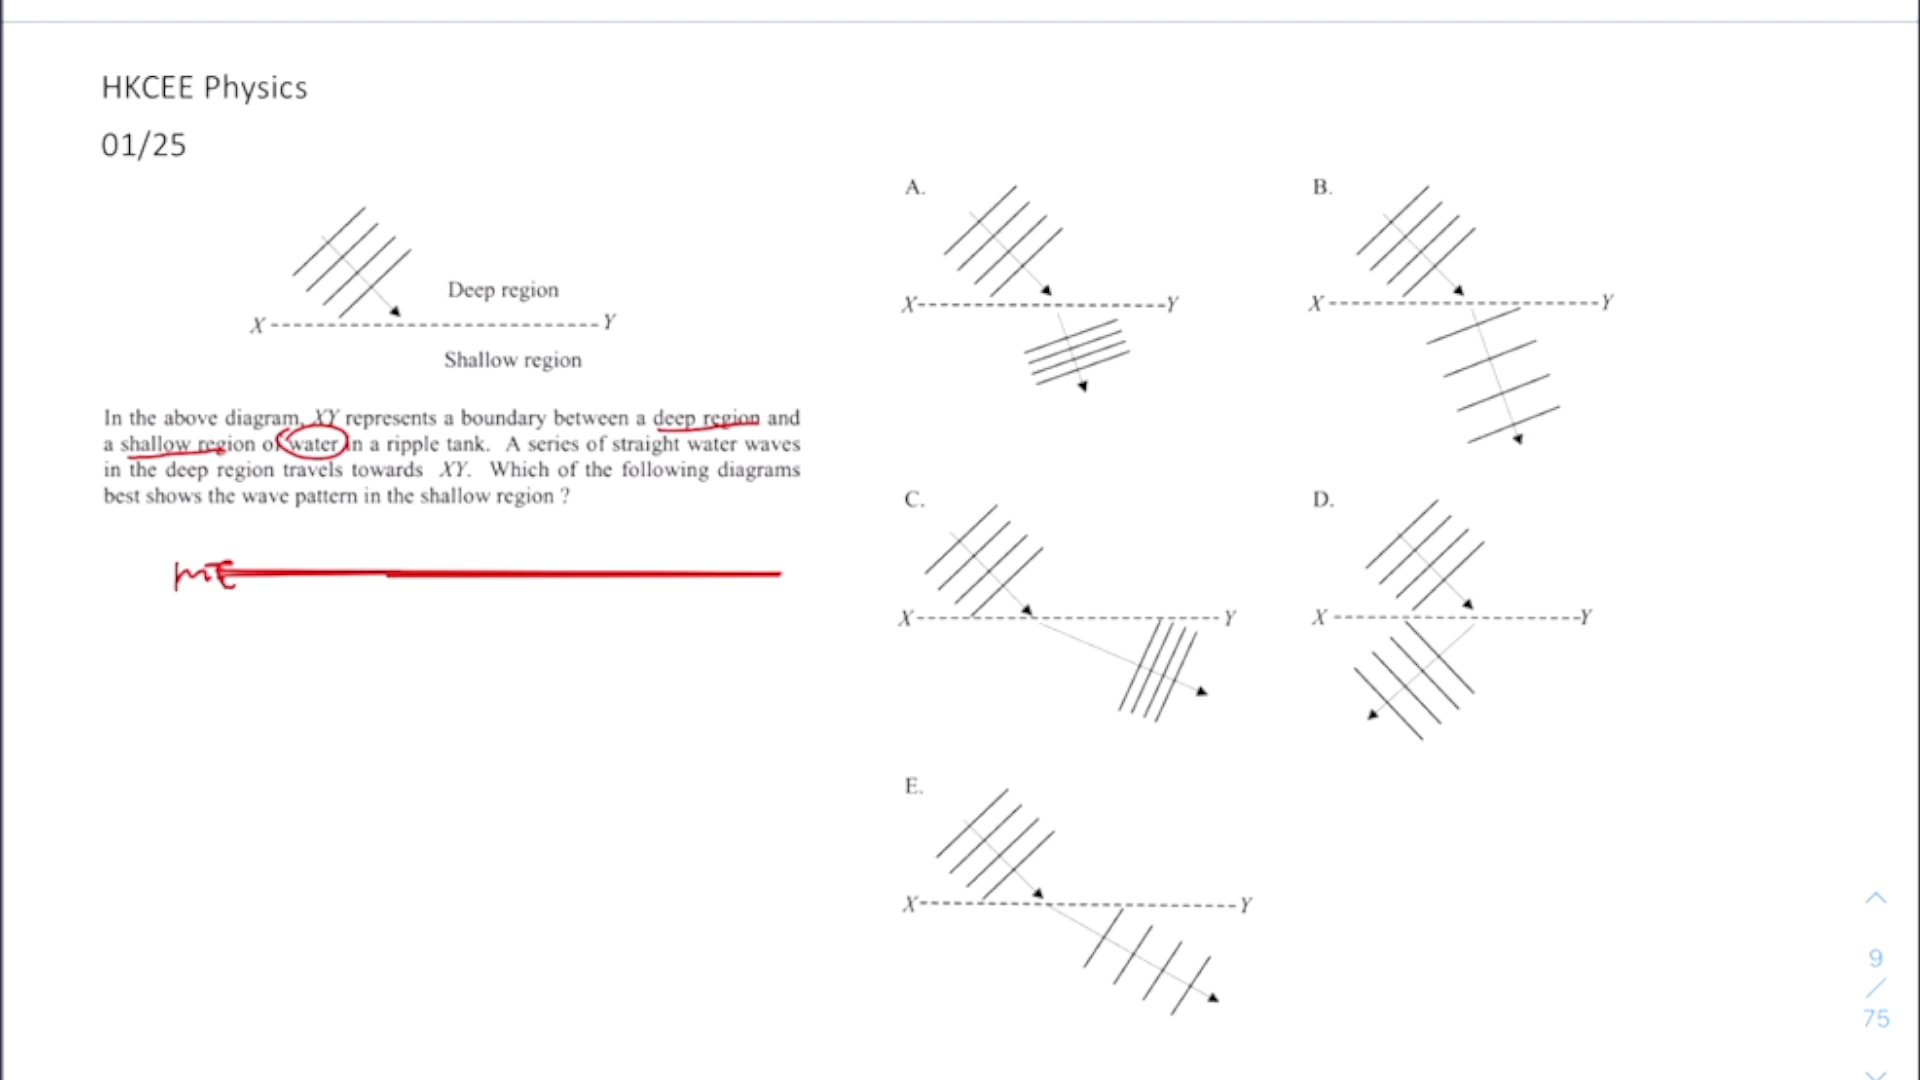 HKCEE Physics
01/25
Deep region
X
Y
Shallow region
In the above diagram, XY represents a boundary between a deep region and
a shallow region of water in a ripple tank. A series of straight water waves
in the deep region travels towards XY. Which of the following diagrams
best shows the wave pattern in the shallow region ?
A.
X
Y
B.
X
Y
C.
X
Y
D.
X
Y
E.
X
Y
9
/
75